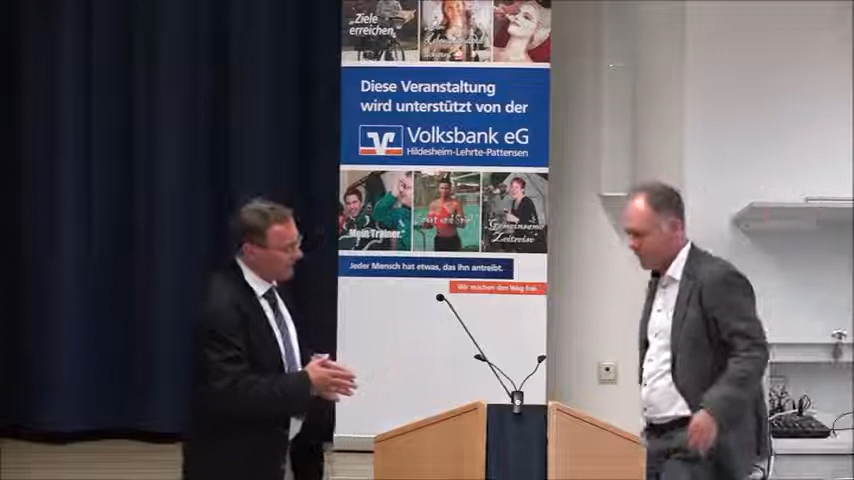 „Ziele
erreichen.“
Diese Veranstaltung
wird unterstützt von der
Volksbank eG
Hildesheim-Lehrte-Pattensen
„Mein Trainer.“
Gemeinsame
Zeitreise
Jeder Mensch hat etwas, das ihn antreibt.
Wir machen den Weg frei.